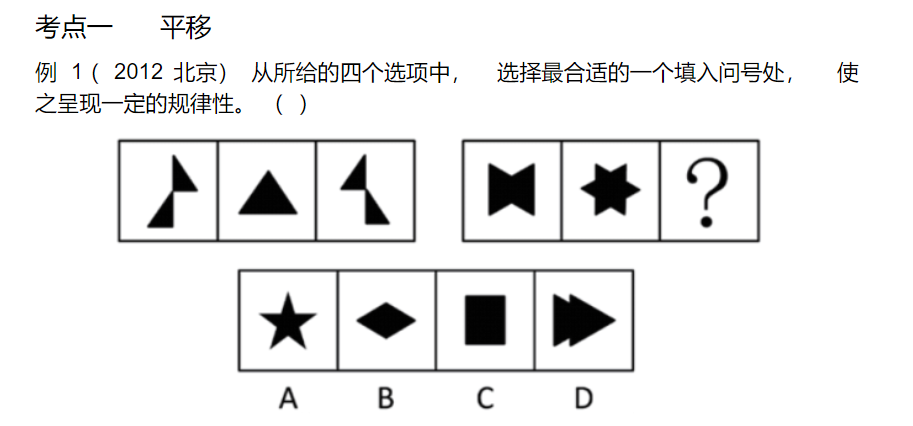 考点一 平移
例 1（ 2012 北京） 从所给的四个选项中， 选择最合适的一个填入问号处， 使
之呈现一定的规律性。 （ ）
?
A B C D